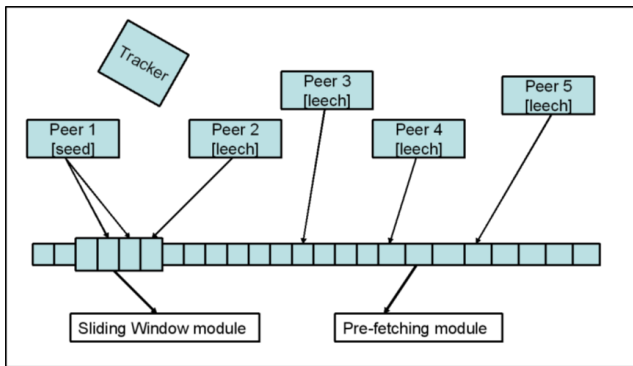 Tracker
Peer 1
[seed]
Peer 2
[leech]
Peer 3
[leech]
Peer 4
[leech]
Peer 5
[leech]
Sliding Window module
Pre-fetching module